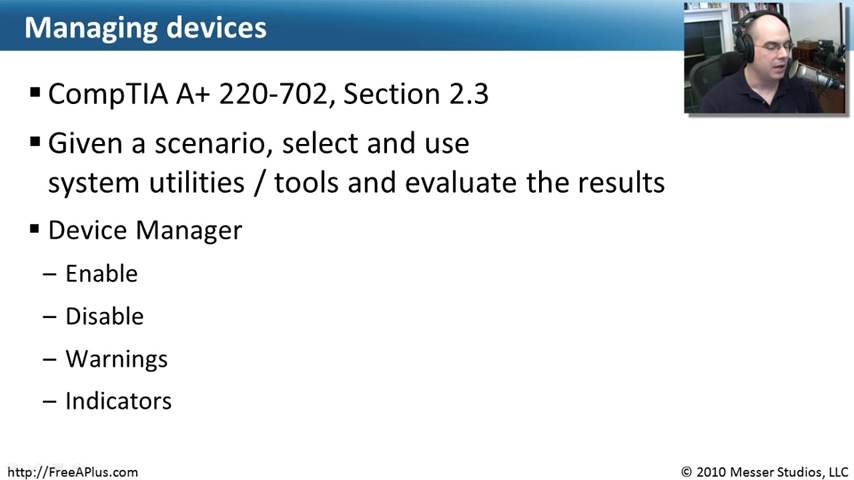 Managing devices
▪ CompTIA A+ 220-702, Section 2.3
▪ Given a scenario, select and use
system utilities / tools and evaluate the results
▪ Device Manager
– Enable
– Disable
– Warnings
– Indicators
http://FreeAPlus.com
© 2010 Messer Studios, LLC